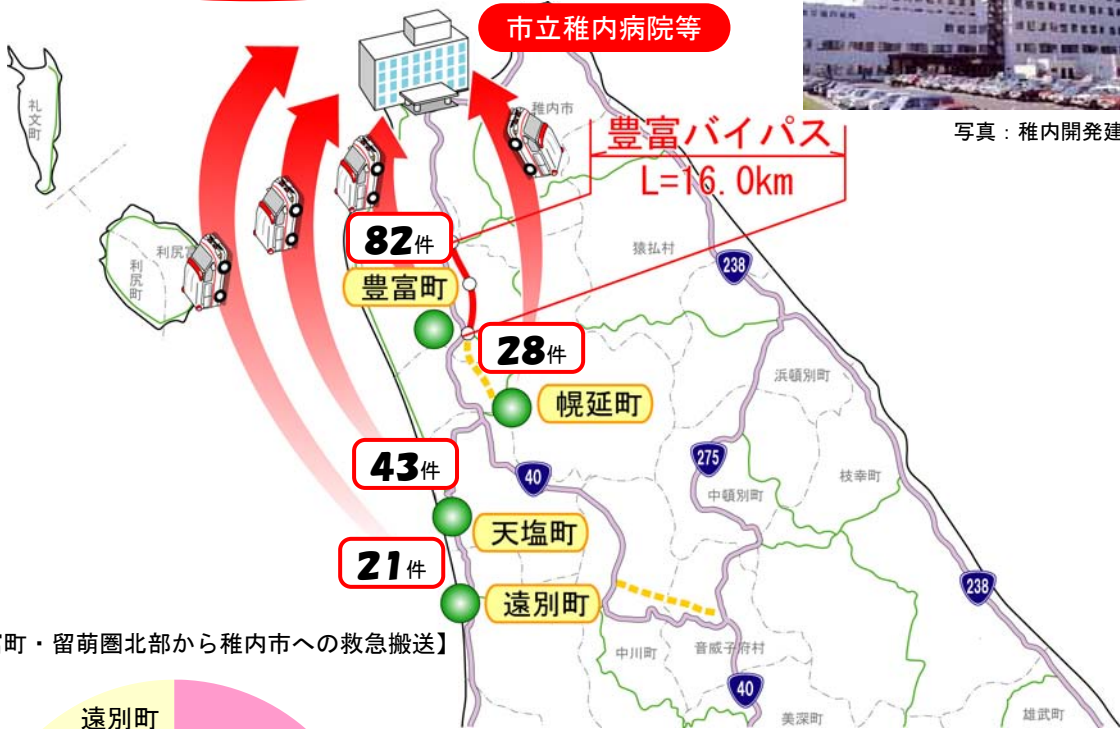 市立稚内病院等
写真：稚内開発建
礼文町
稚内市
豊富バイパス
L=16.0km
82件
豊富町
利尻富
利尻町
猿払村
238
28件
幌延町
浜頓別町
43件
天塩町
40
275
中頓別町
枝幸町
21件
遠別町
238
町・留萌圏北部から稚内市への救急搬送】
中川町
音威子府村
40
美深町
雄武町
遠別町